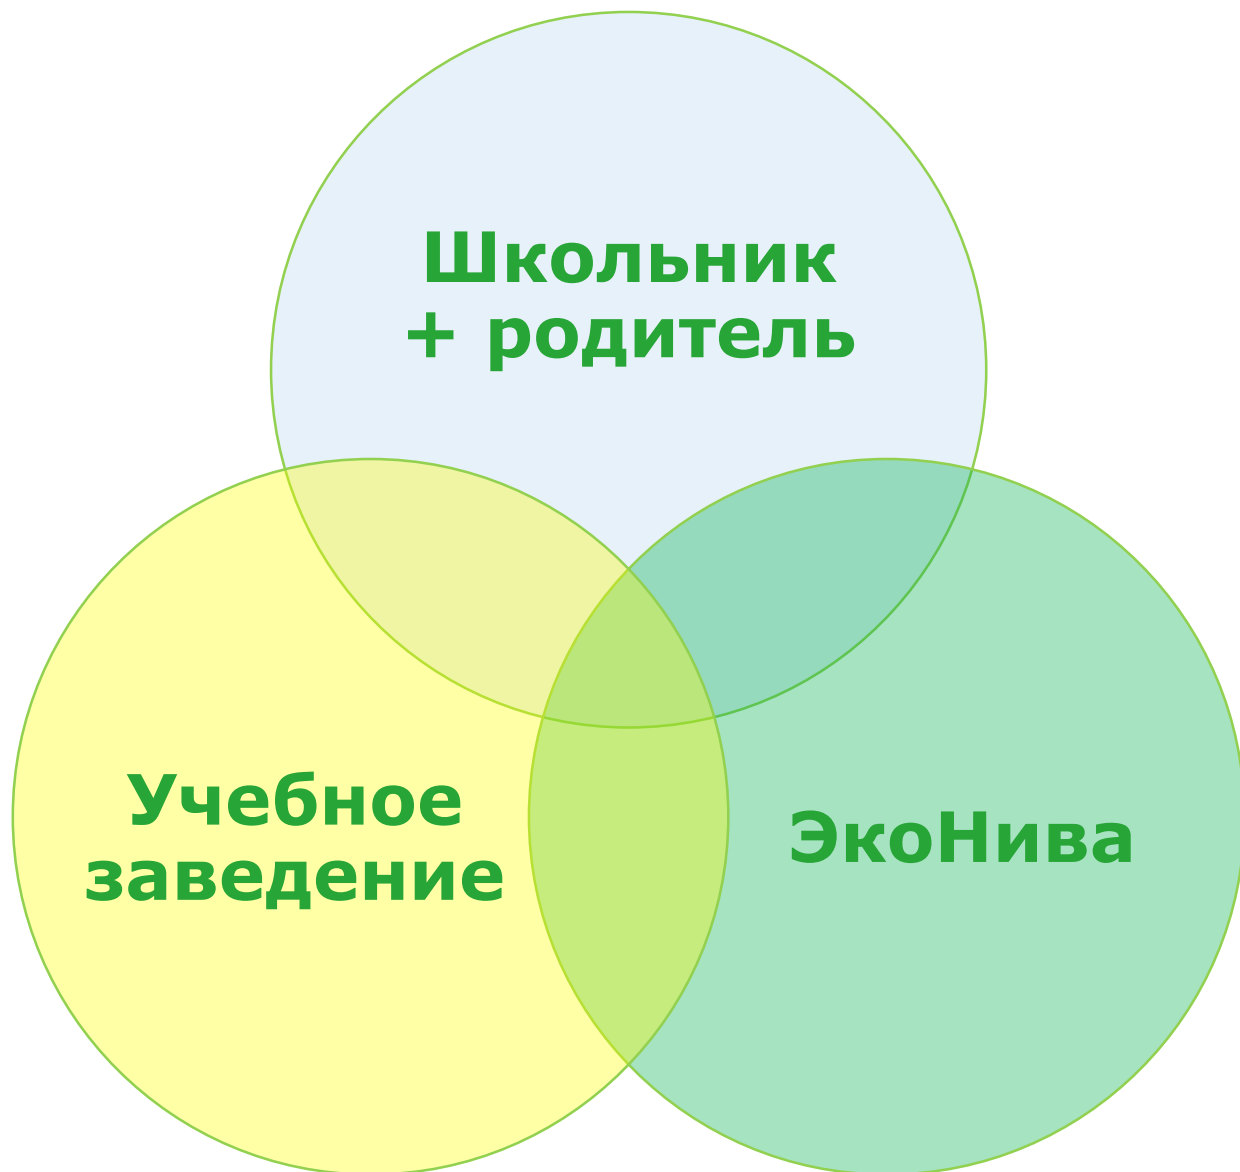 Школьник
+ родитель
Учебное
заведение
ЭкоНива